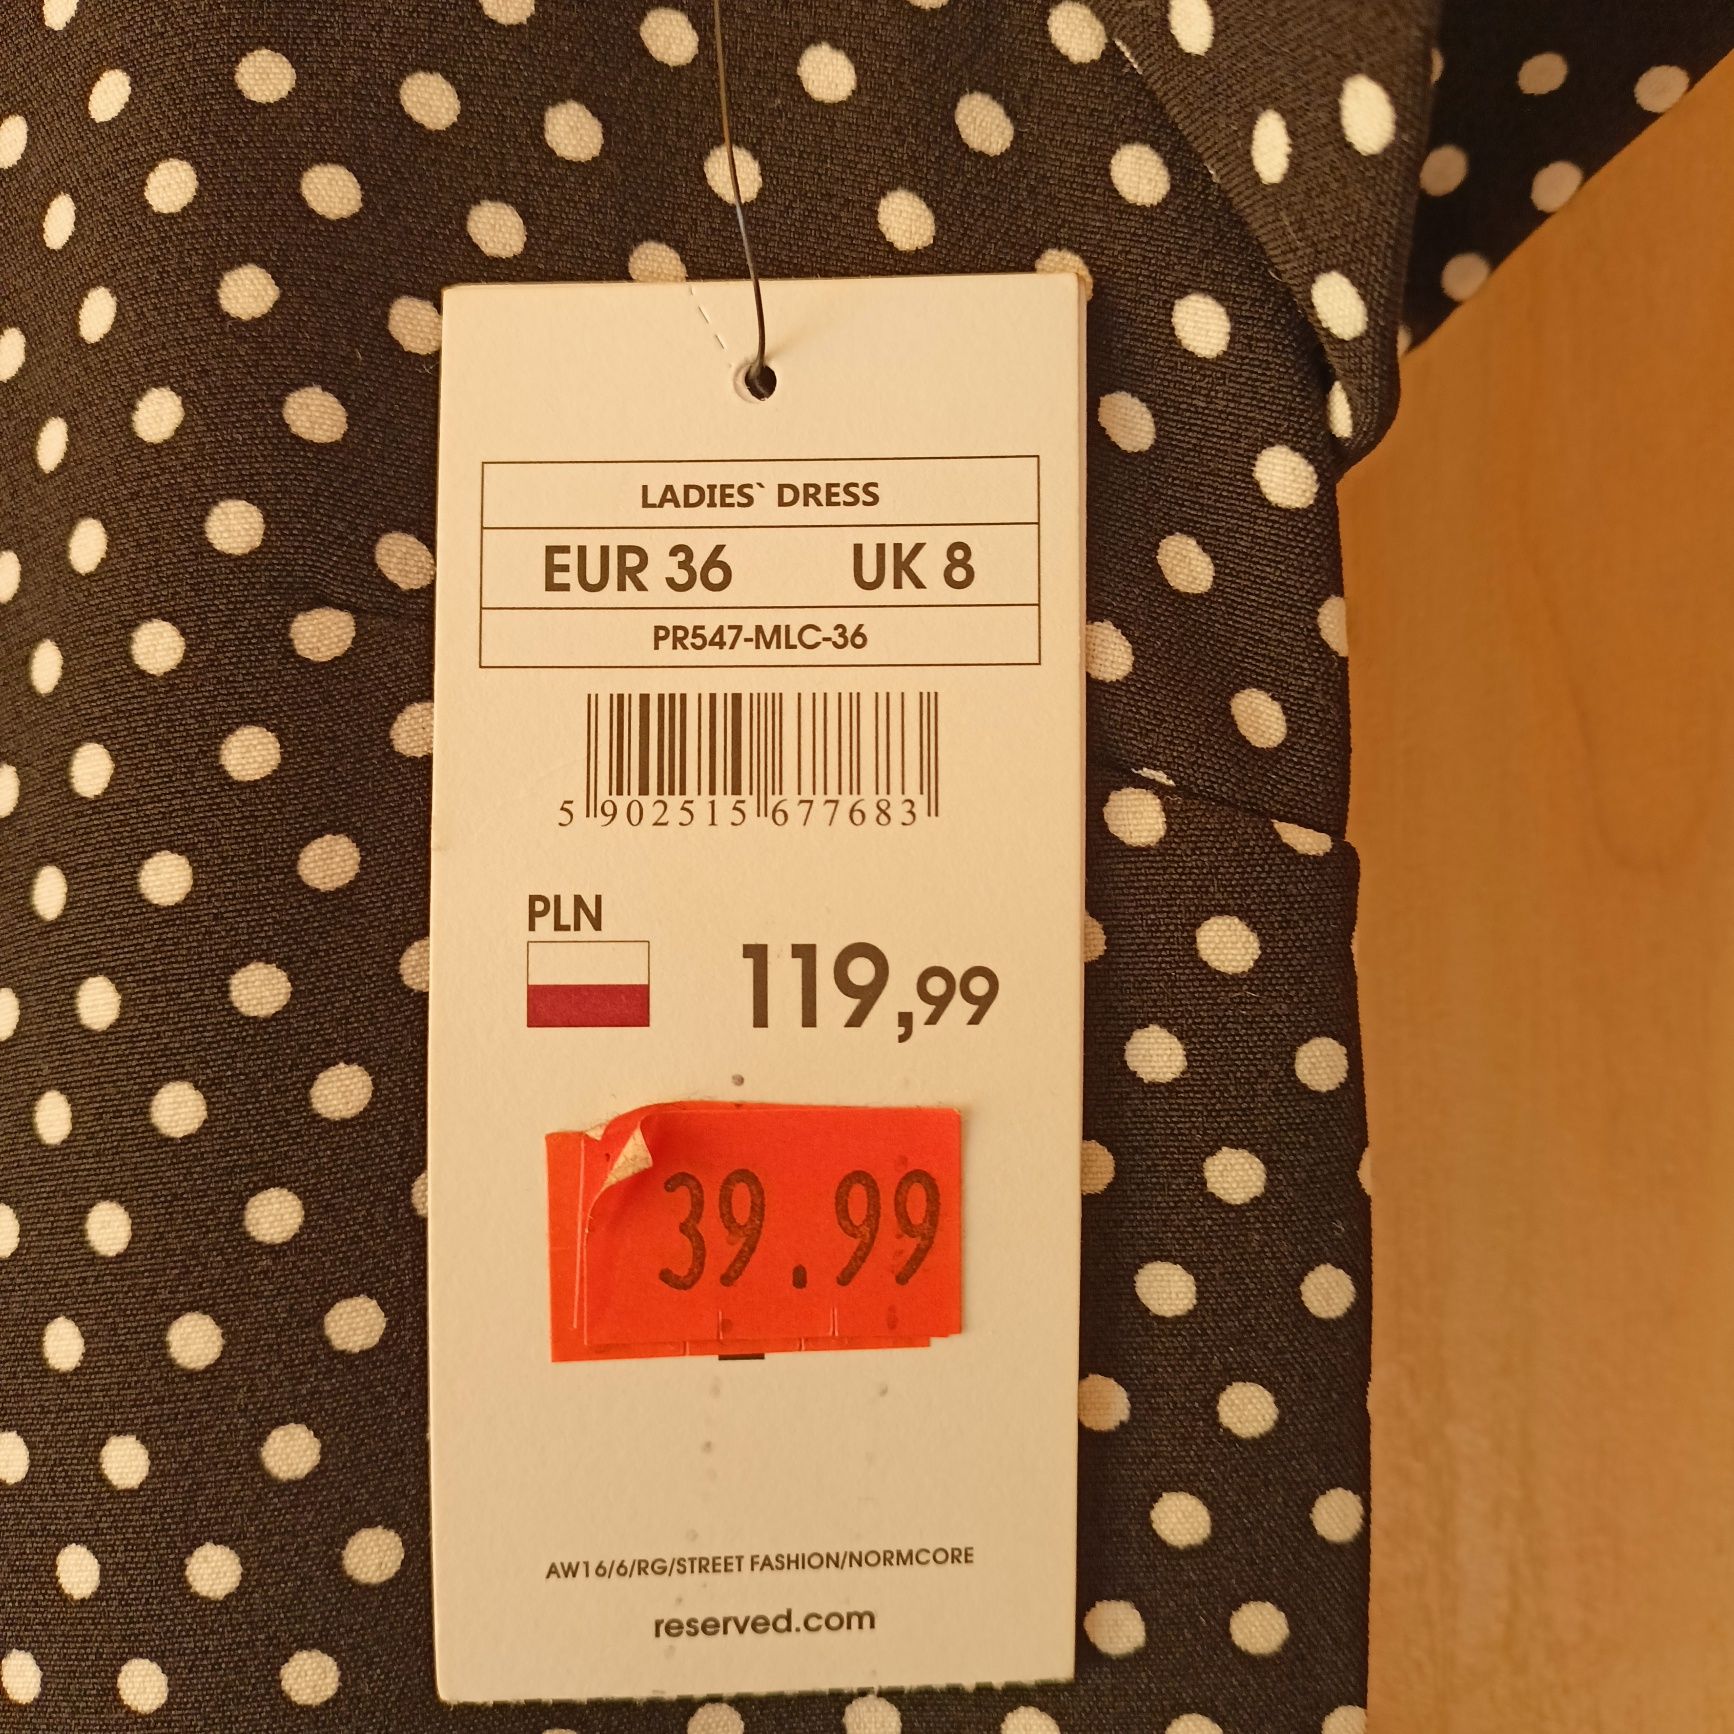 LADIES` DRESS
EUR 36 UK 8
PR547-MLC-36
5 902515 677683
PLN
119,99
39.99
AW16/6/RG/STREET FASHION/NORMCORE
reserved.com